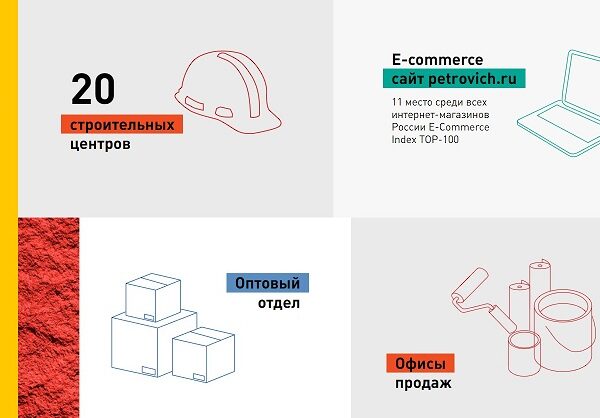 20
строительных
центров
E-commerce
сайт petrovich.ru
11 место среди всех
интернет-магазинов
России E-Commerce
Index TOP-100
Оптовый
отдел
Офисы
продаж